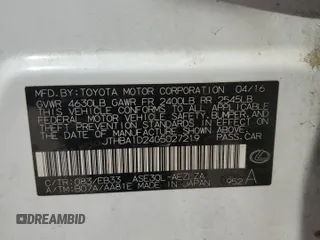 MFD.BY:TOYOTA MOTOR CORPORATION 04/16
GVWR 4630LB GAWR FR 2400LB RR 2545LB
THIS VEHICLE CONFORMS TO ALL APPLICABLE
FEDERAL MOTOR VEHICLE SAFETY, BUMPER, AND
THEFT PREVENTION STANDARDS IN EFFECT ON
THE DATE OF MANUFACTURE SHOWN ABOVE.
JTHBA1D24G5027219 PASS.CAR
C/TR:083/EB33 ASE30L-AEZLZA
A/TM:B07A/AA81E MADE IN JAPAN 952 A
DREAMBID